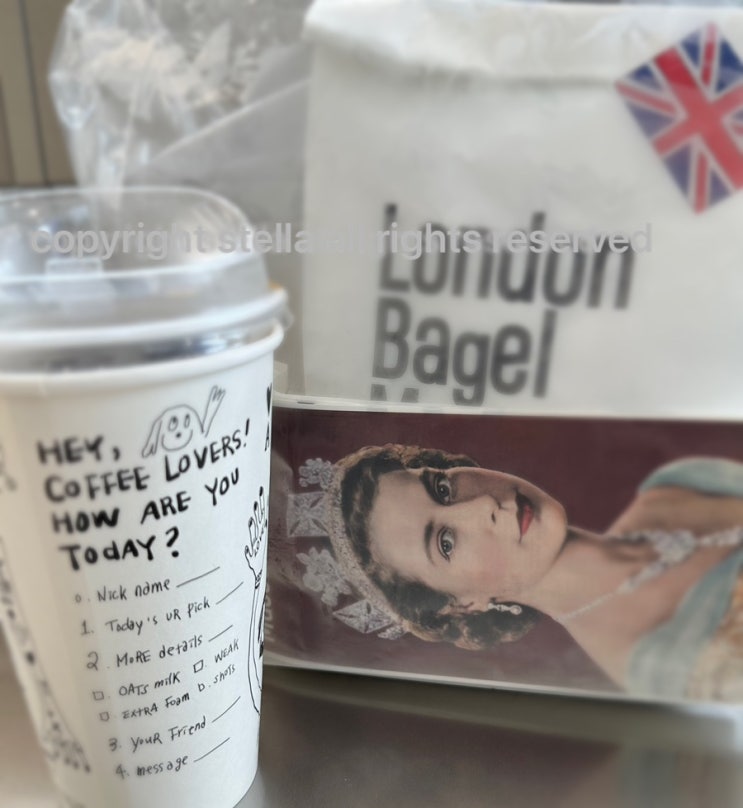 copyright stella all rights reserved
London
Bagel
HEY,
COFFEE LOVERS!
HOW ARE YOU
TODAY?
0. Nick name
1. Today's UR Pick
2. MoRE details
OATs milk WEAK
EXTRA Foam shots
3. YouR Friend
4. message